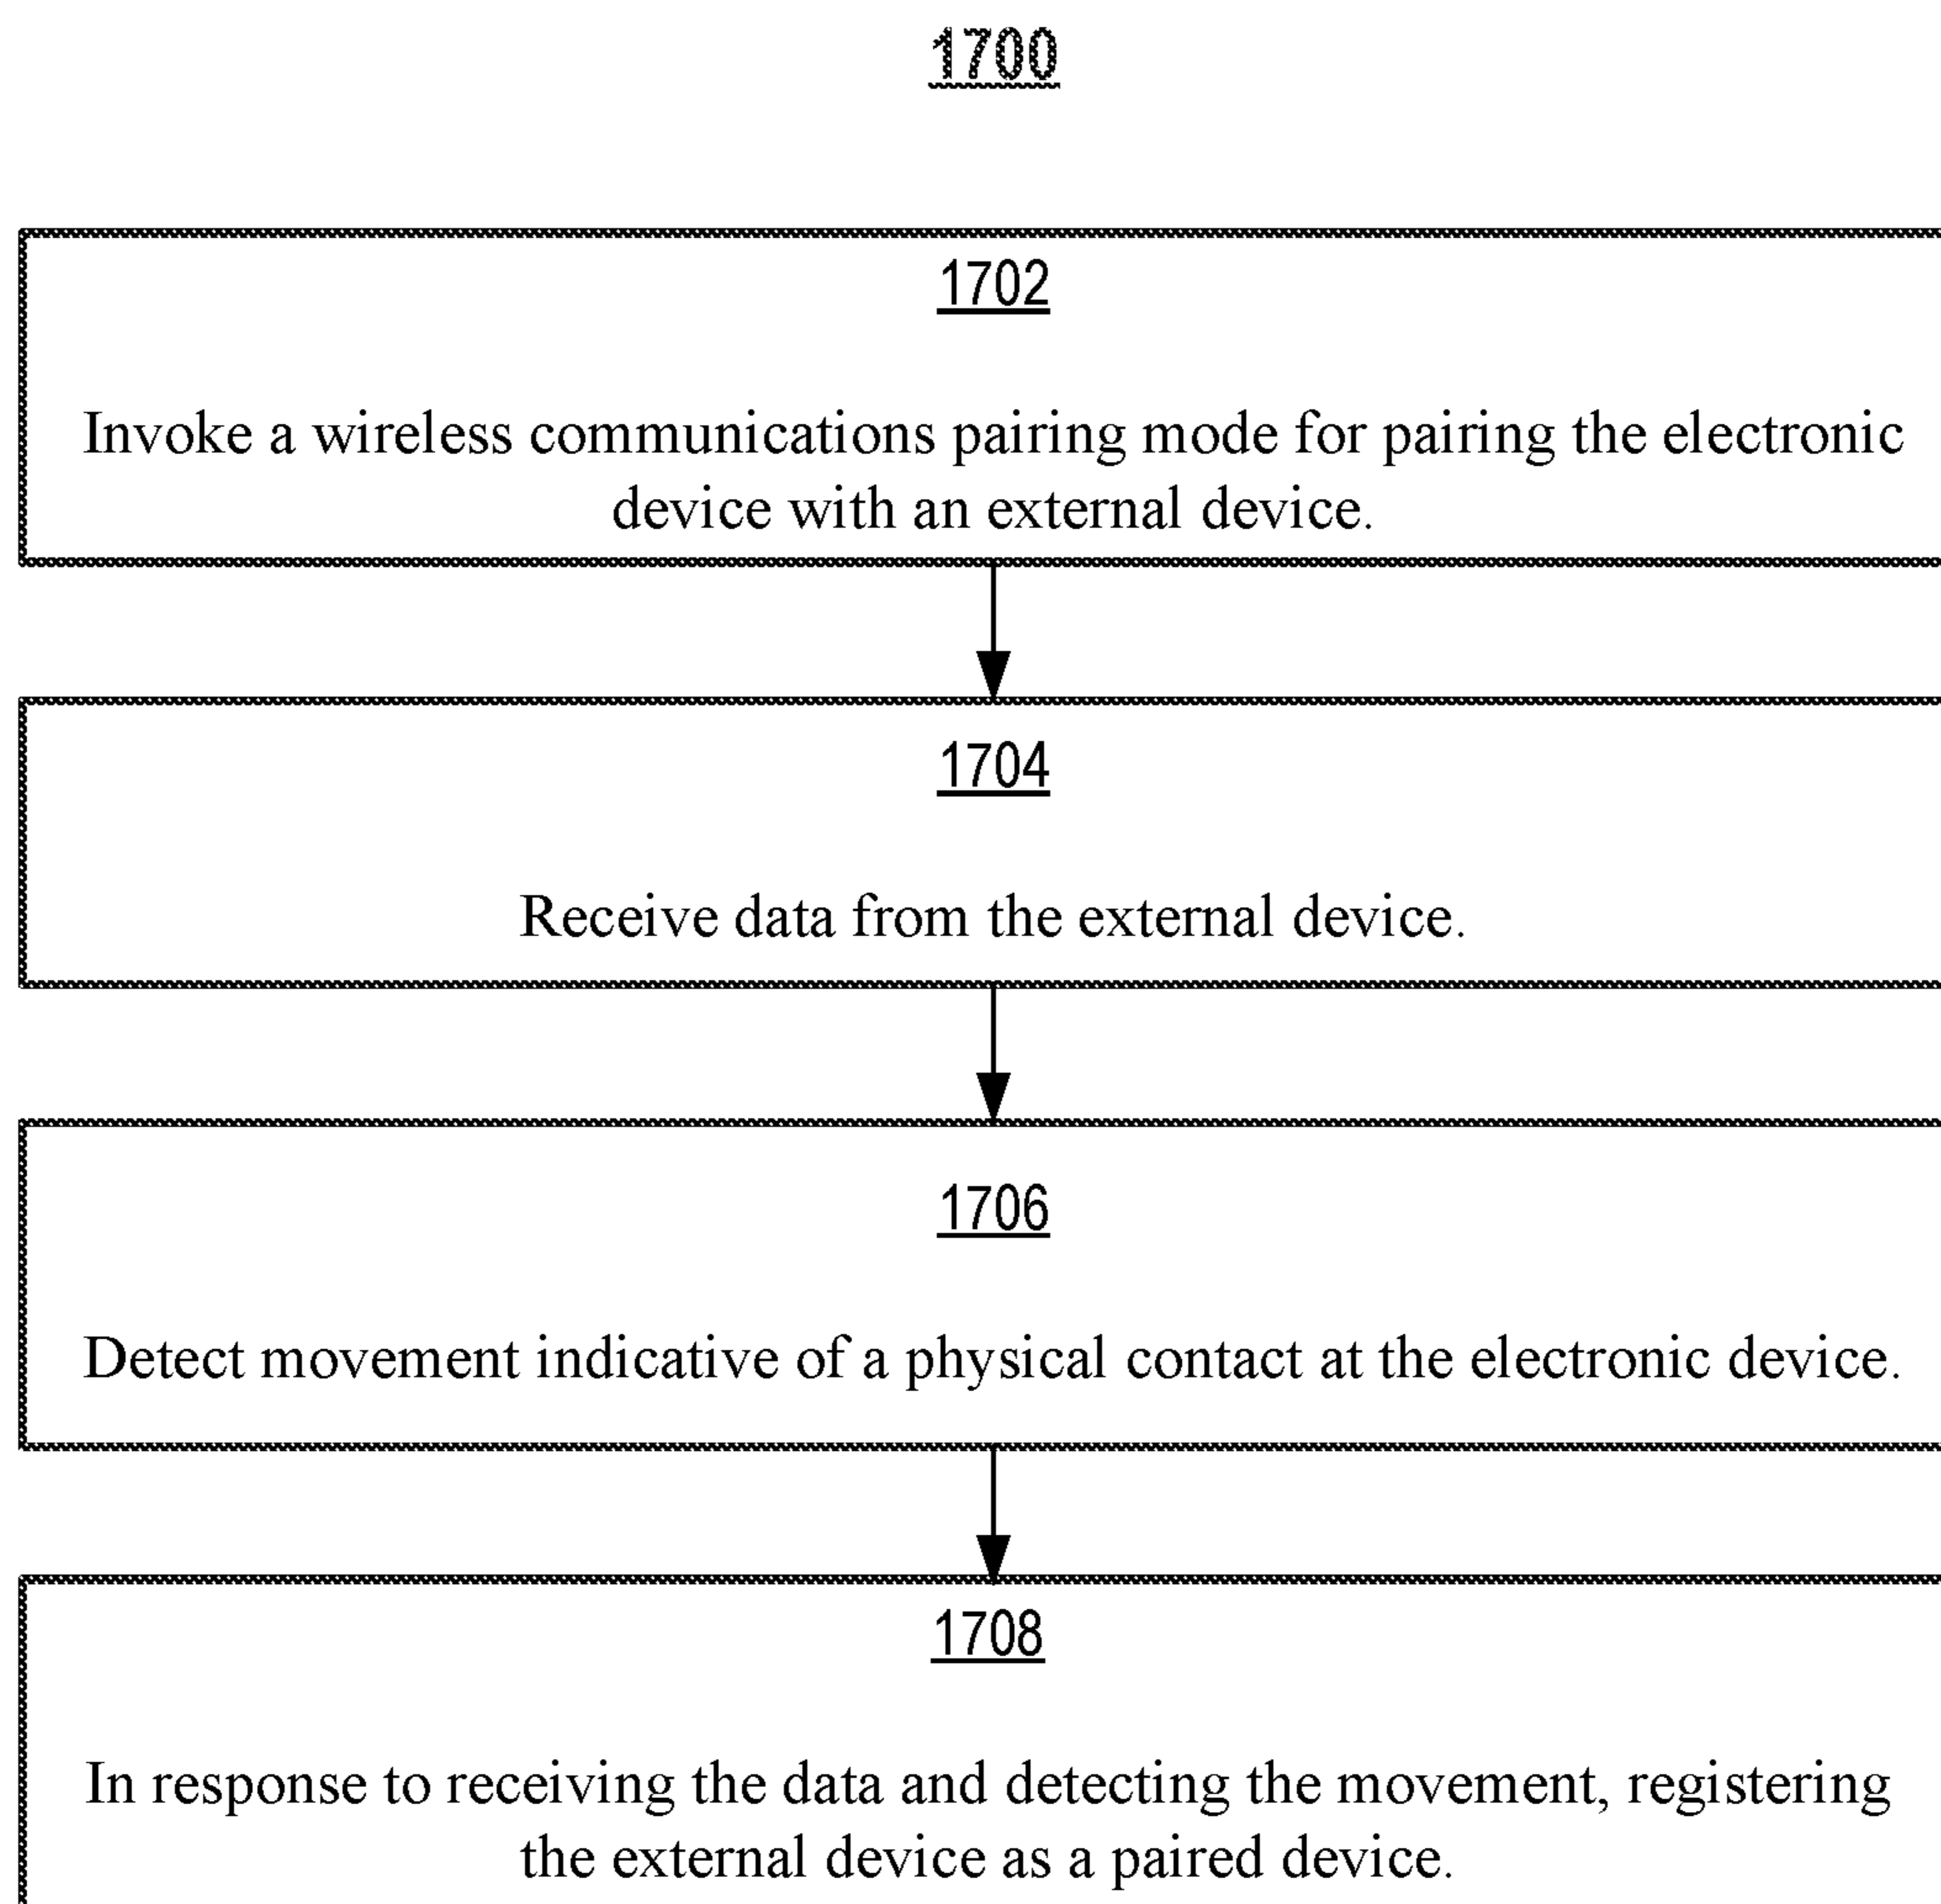 1700
1702
Invoke a wireless communications pairing mode for pairing the electronic
device with an external device.
1704
Receive data from the external device.
1706
Detect movement indicative of a physical contact at the electronic device.
1708
In response to receiving the data and detecting the movement, registering
the external device as a paired device.